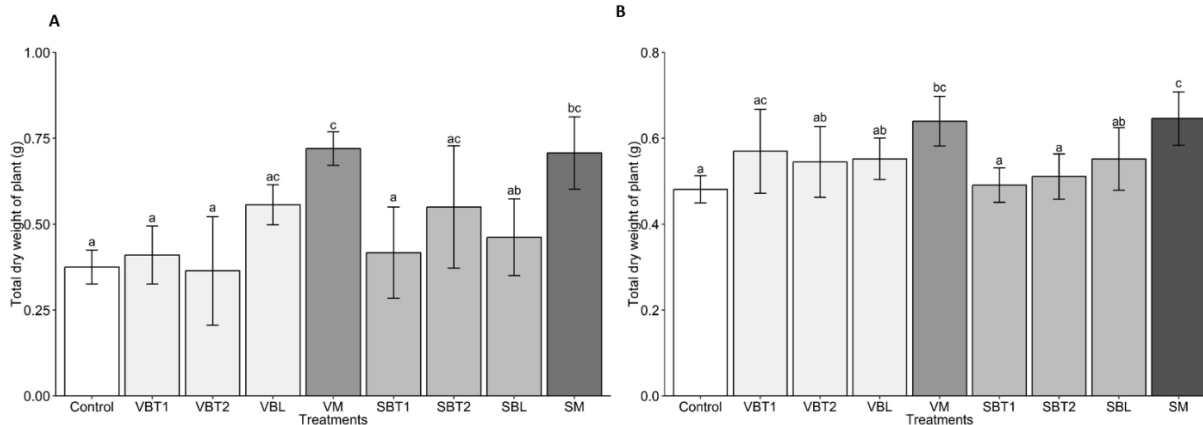 A
Total dry weight of plant (g)
1.00
0.75
0.50
0.25
0.00
a
a
a
ac
c
a
ac
ab
bc
Control VBT1 VBT2 VBL VM SBT1 SBT2 SBL SM
Treatments
B
Total dry weight of plant (g)
0.8
0.6
0.4
0.2
0.0
a
ac
ab
ab
bc
a
a
ab
c
Control VBT1 VBT2 VBL VM SBT1 SBT2 SBL SM
Treatments